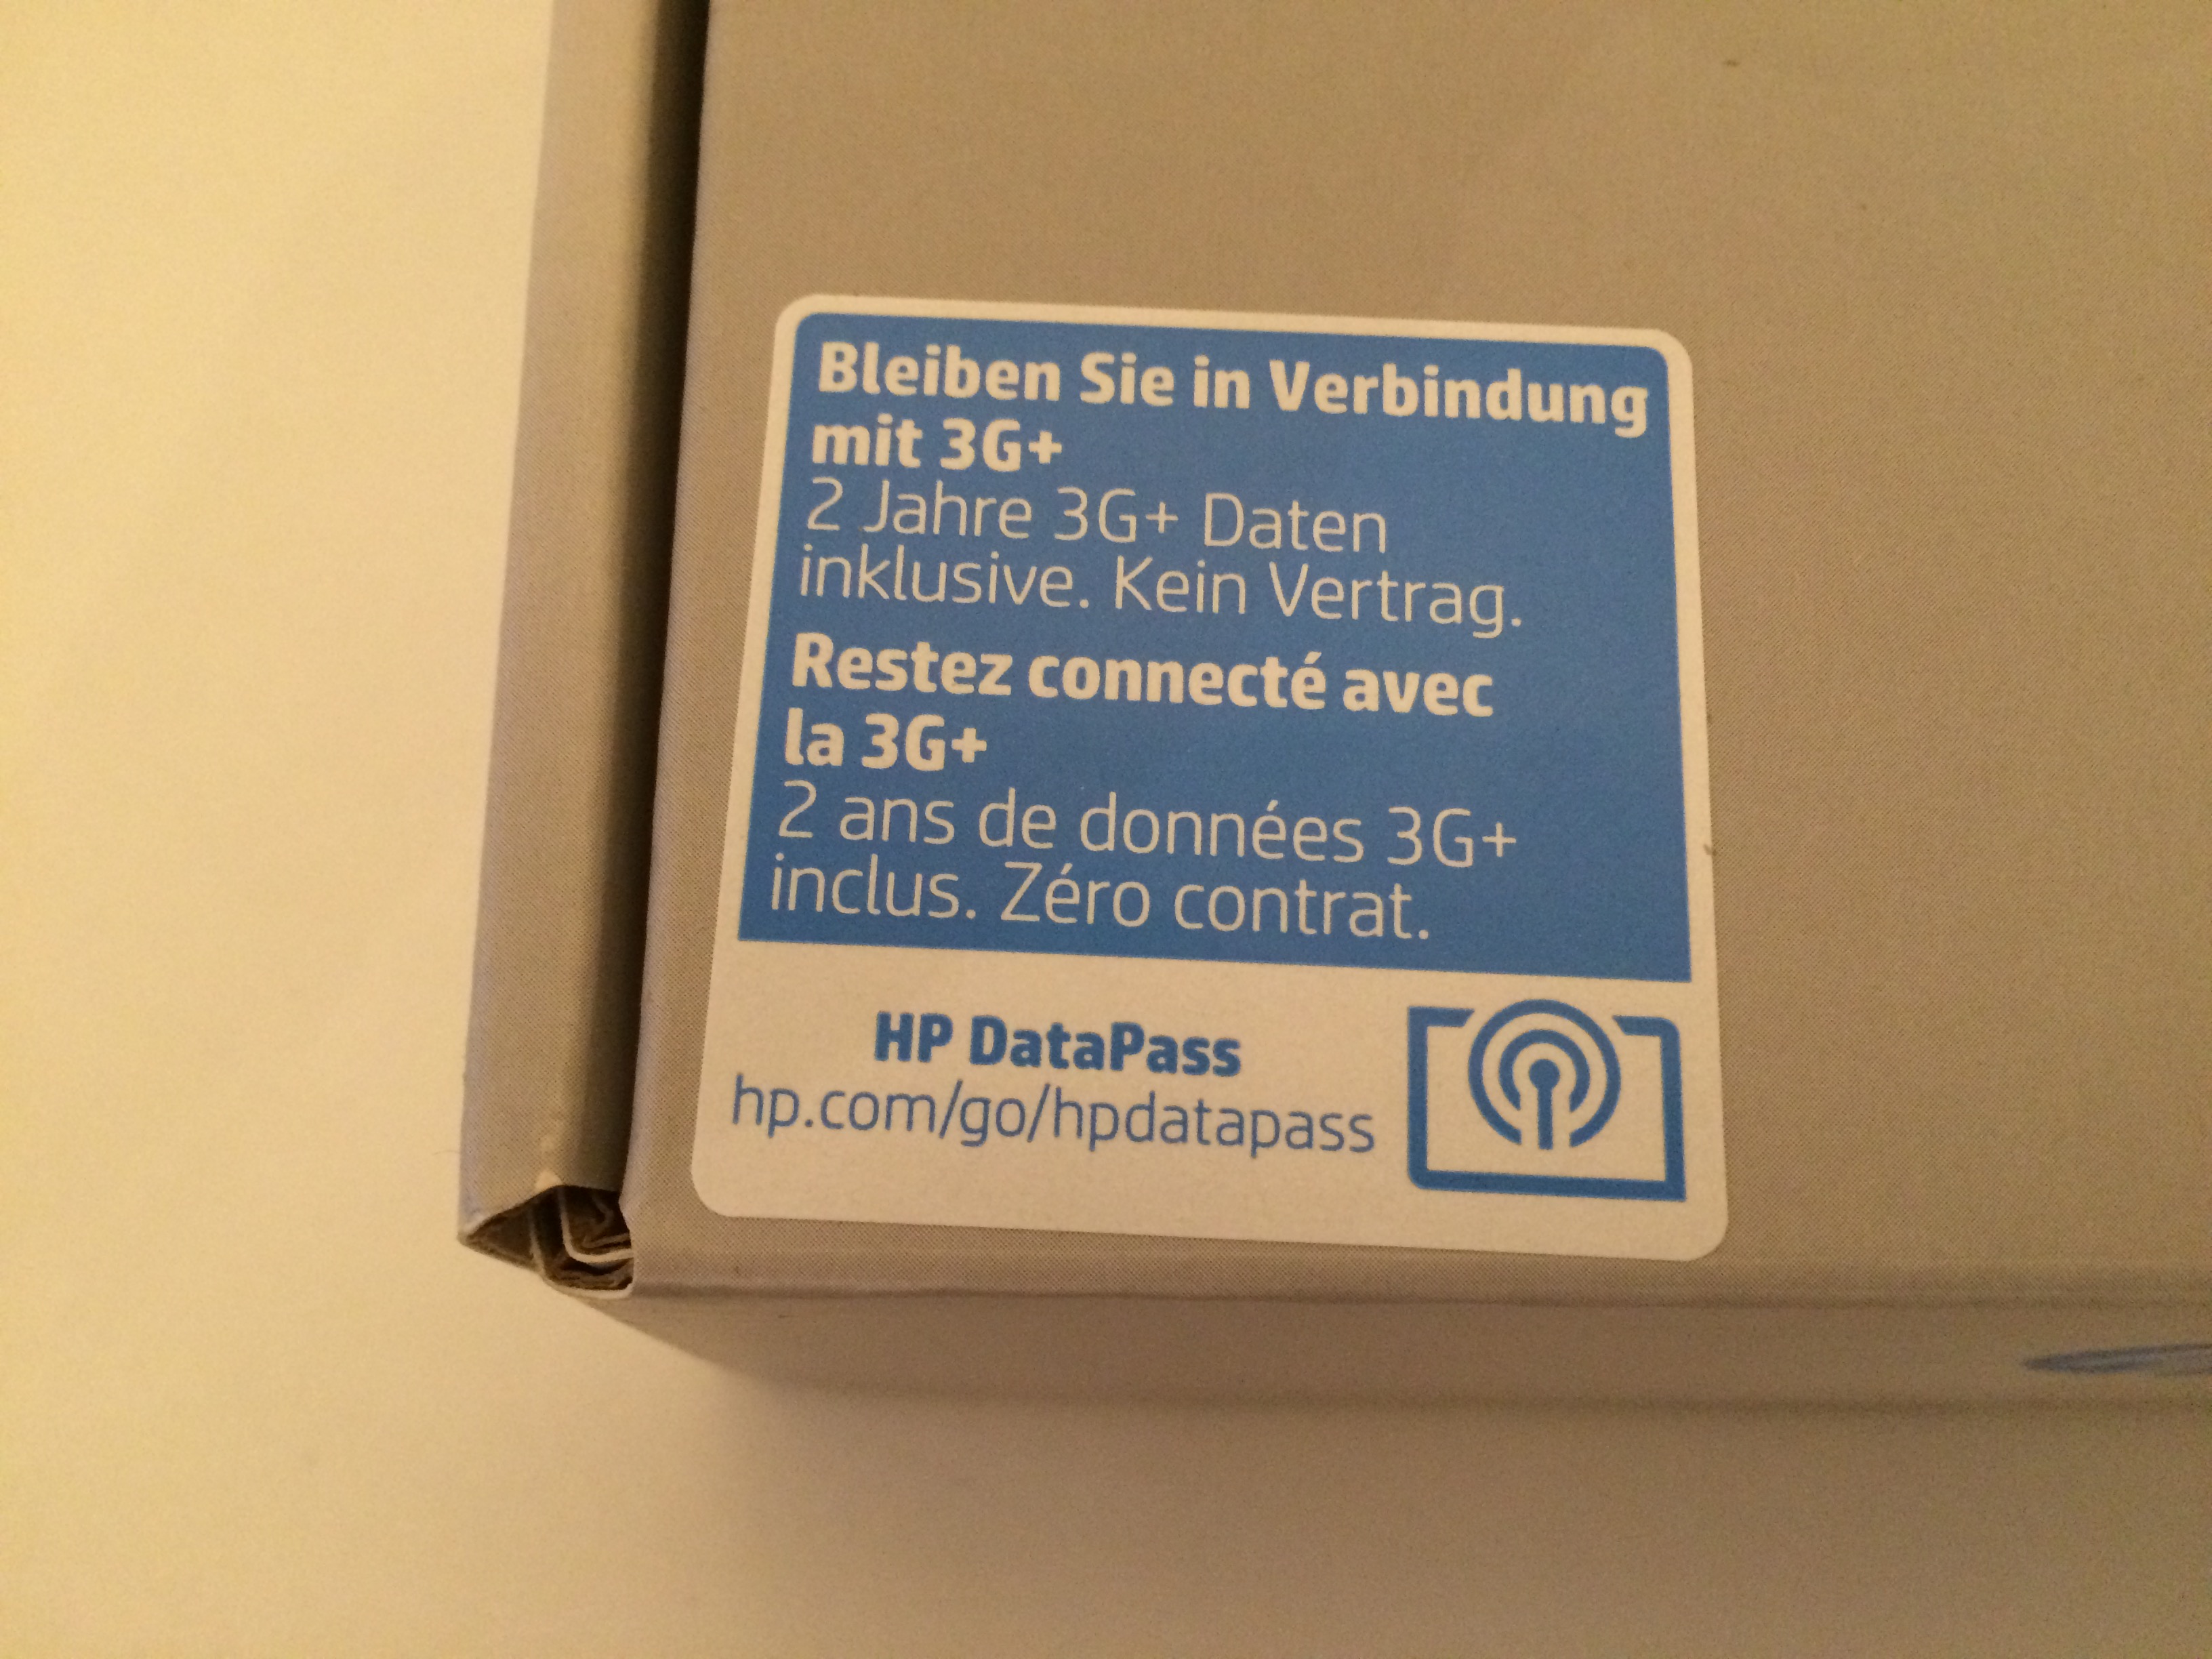 Bleiben Sie in Verbindung
mit 3G+
2 Jahre 3G+ Daten
inklusive. Kein Vertrag.
Restez connecté avec
la 3G+
2 ans de données 3G+
inclus. Zéro contrat.
HP DataPass
hp.com/go/hpdatapass